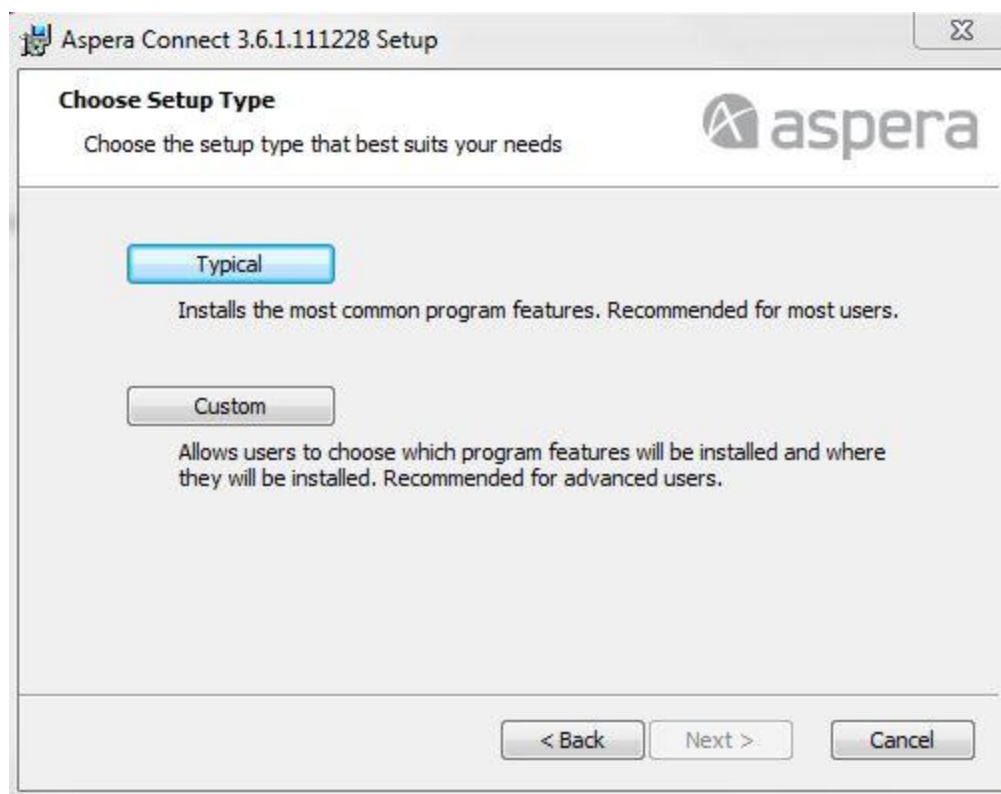 Aspera Connect 3.6.1.111228 Setup
Choose Setup Type
Choose the setup type that best suits your needs
aspera
Typical
Installs the most common program features. Recommended for most users.
Custom
Allows users to choose which program features will be installed and where
they will be installed. Recommended for advanced users.
< Back
Next >
Cancel